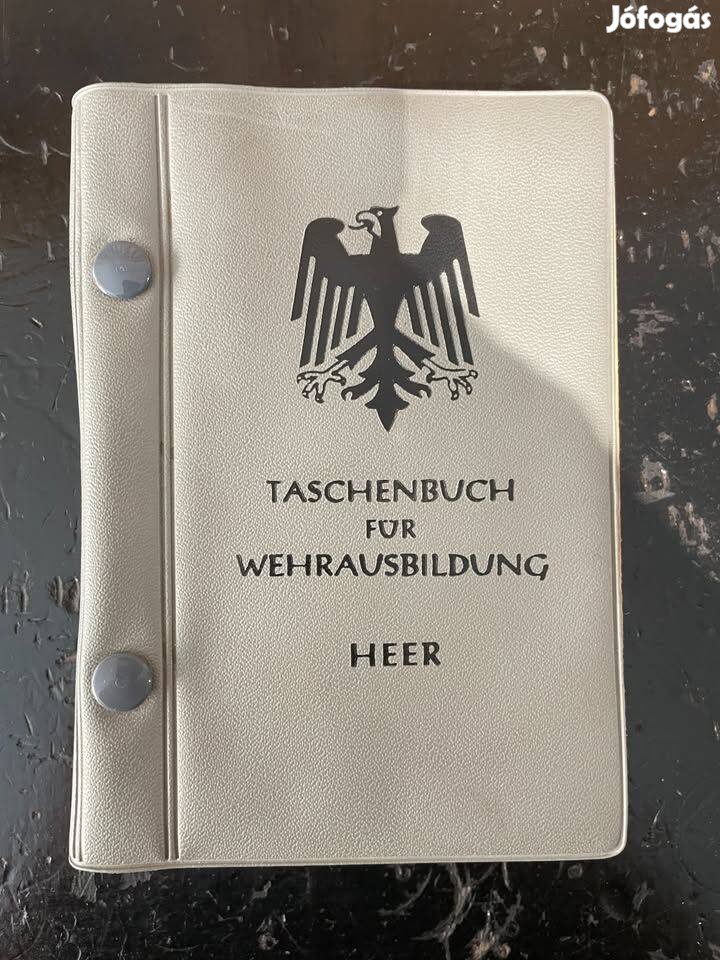 Jófogás
TASCHENBUCH
FÜR
WEHRAUSBILDUNG
HEER